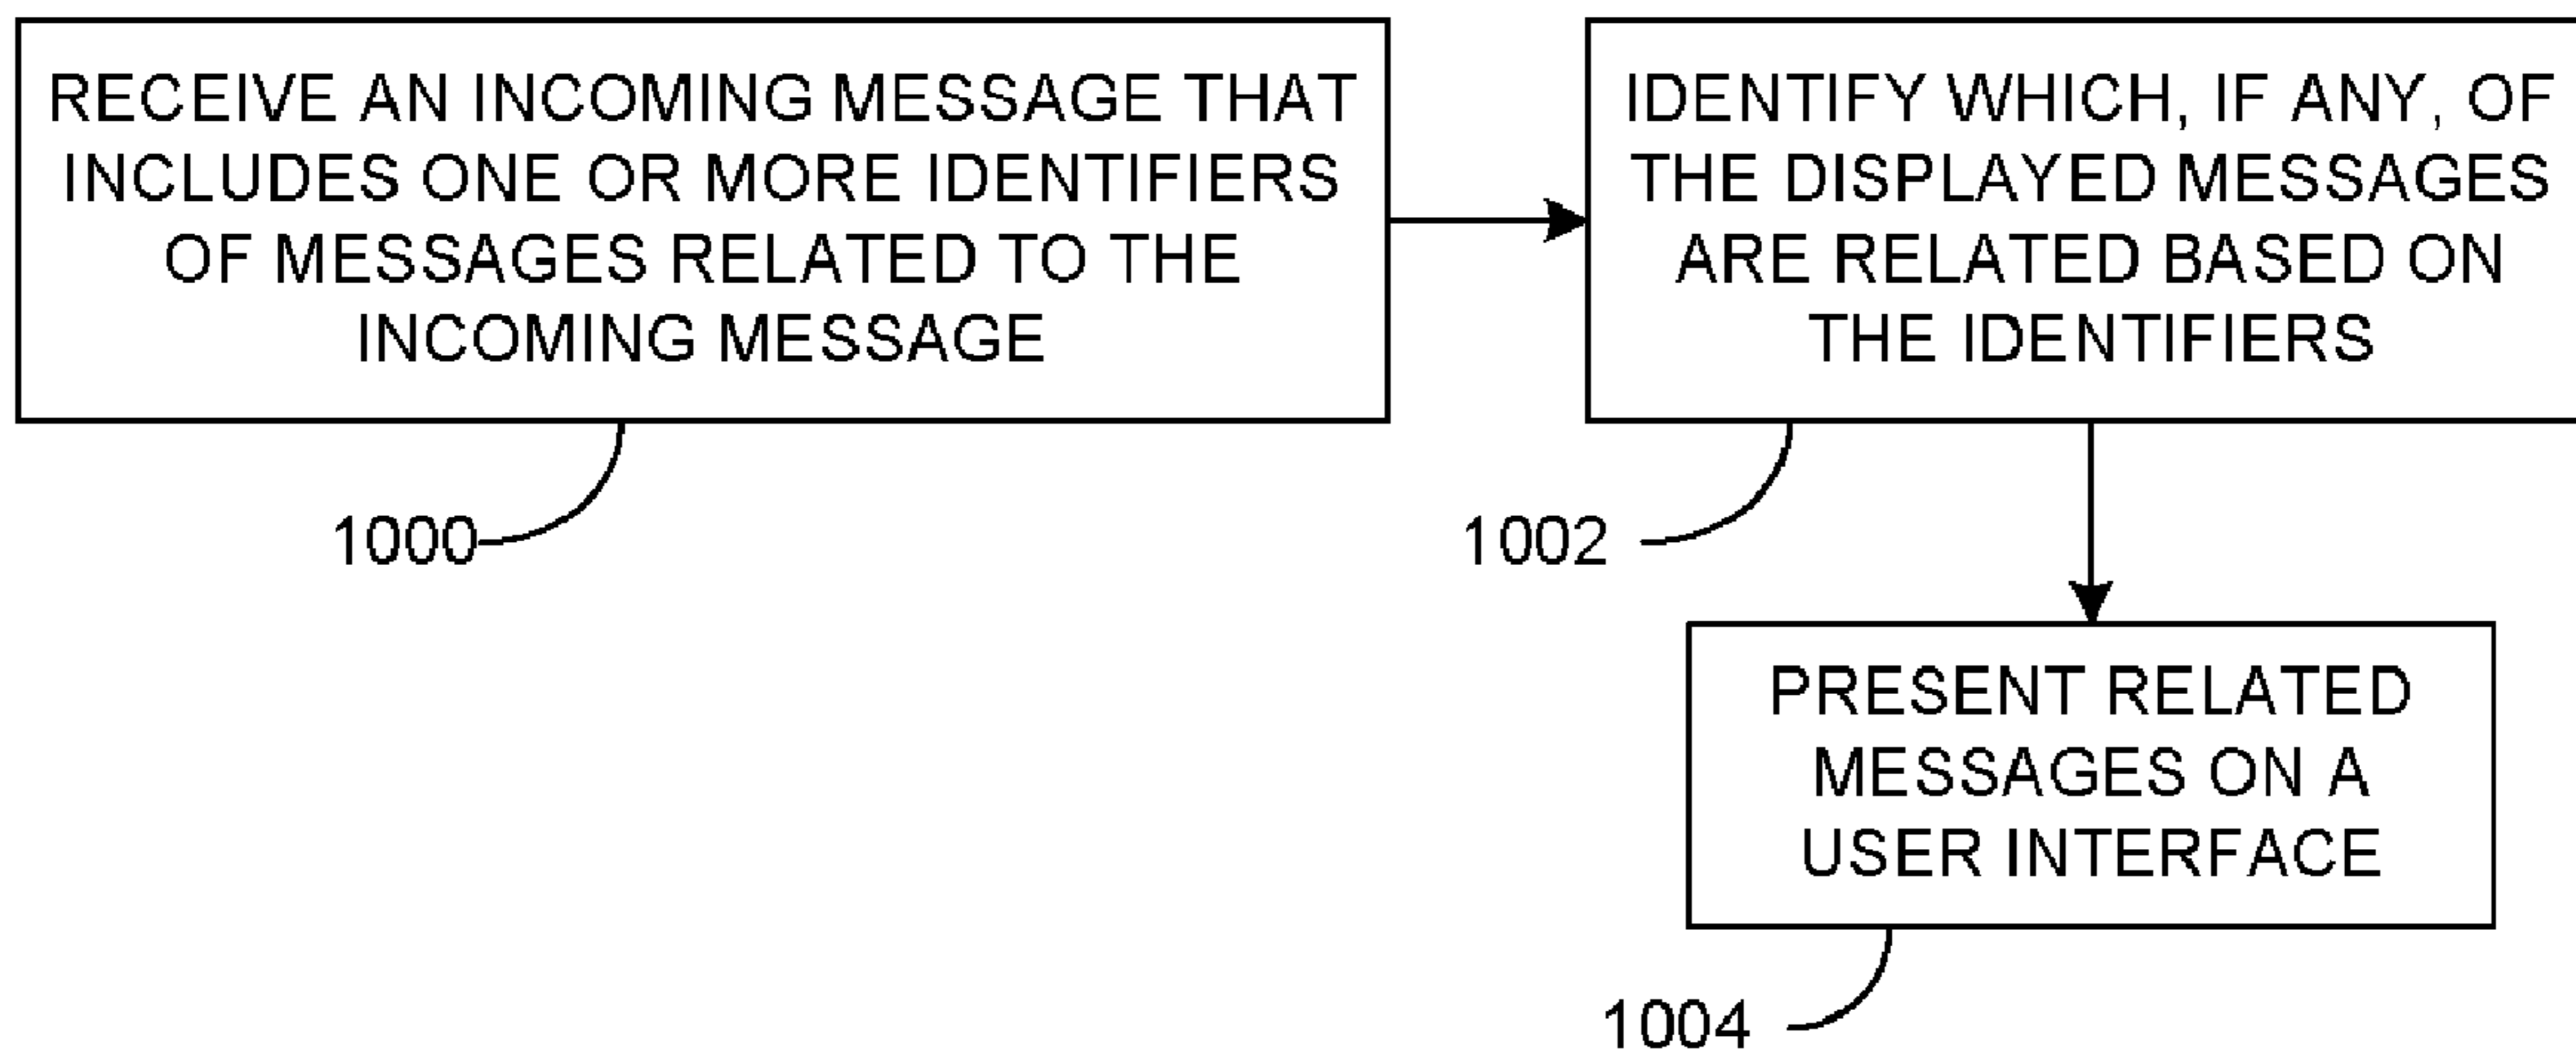 RECEIVE AN INCOMING MESSAGE THAT
INCLUDES ONE OR MORE IDENTIFIERS
OF MESSAGES RELATED TO THE
INCOMING MESSAGE
1000
IDENTIFY WHICH, IF ANY, OF
THE DISPLAYED MESSAGES
ARE RELATED BASED ON
THE IDENTIFIERS
1002
PRESENT RELATED
MESSAGES ON A
USER INTERFACE
1004